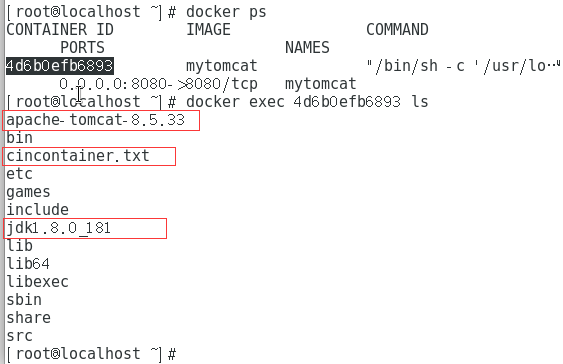 [root@localhost ~]# docker ps
CONTAINER ID IMAGE COMMAND
PORTS NAMES
4d6b0efb6893 mytomcat "/bin/sh -c '/usr/lo…"
0.0.0.0:8080->8080/tcp mytomcat
[root@localhost ~]# docker exec 4d6b0efb6893 ls
apache-tomcat-8.5.33
bin
cincontainer.txt
etc
games
include
jdk1.8.0_181
lib
lib64
libexec
sbin
share
src
[root@localhost ~]#